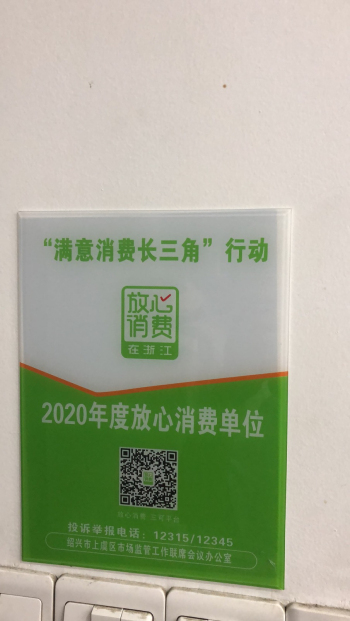 “满意消费长三角”行动
放心
消费
在浙江
2020年度放心消费单位
投诉举报电话：12315/12345
绍兴市上虞区市场监管工作联席会议办公室